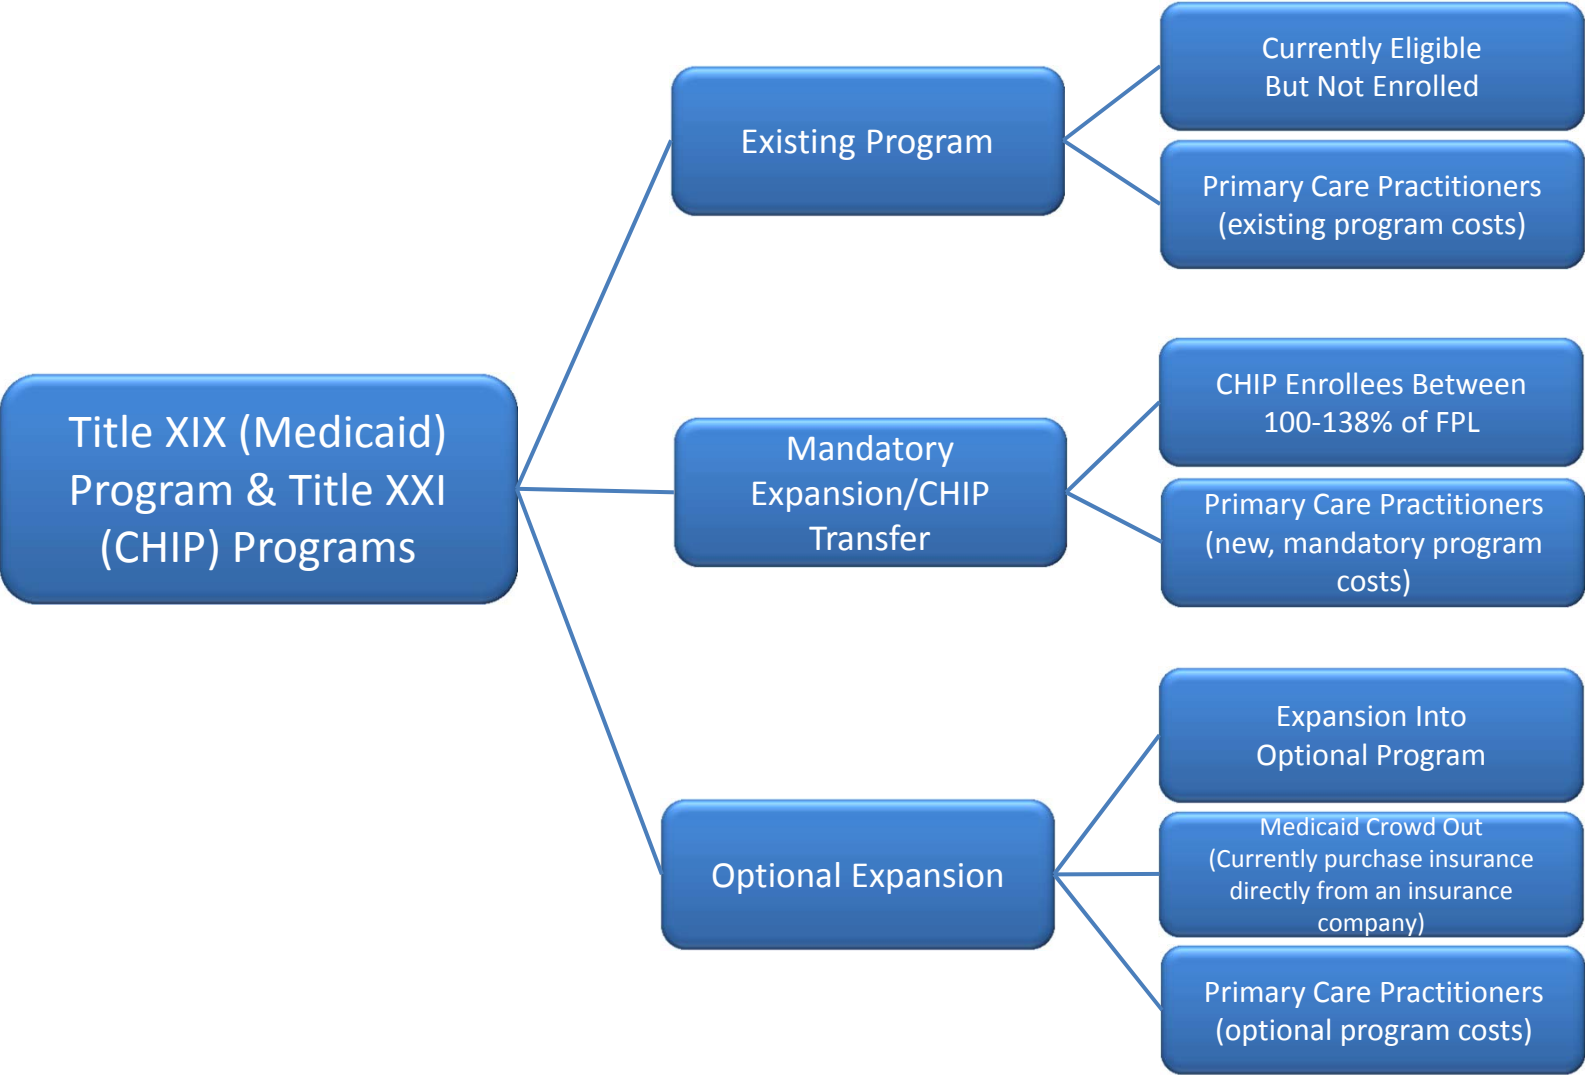 Title XIX (Medicaid)
Program & Title XXI
(CHIP) Programs
Existing Program
Currently Eligible
But Not Enrolled
Primary Care Practitioners
(existing program costs)
Mandatory
Expansion/CHIP
Transfer
CHIP Enrollees Between
100-138% of FPL
Primary Care Practitioners
(new, mandatory program
costs)
Optional Expansion
Expansion Into
Optional Program
Medicaid Crowd Out
(Currently purchase insurance
directly from an insurance
company)
Primary Care Practitioners
(optional program costs)